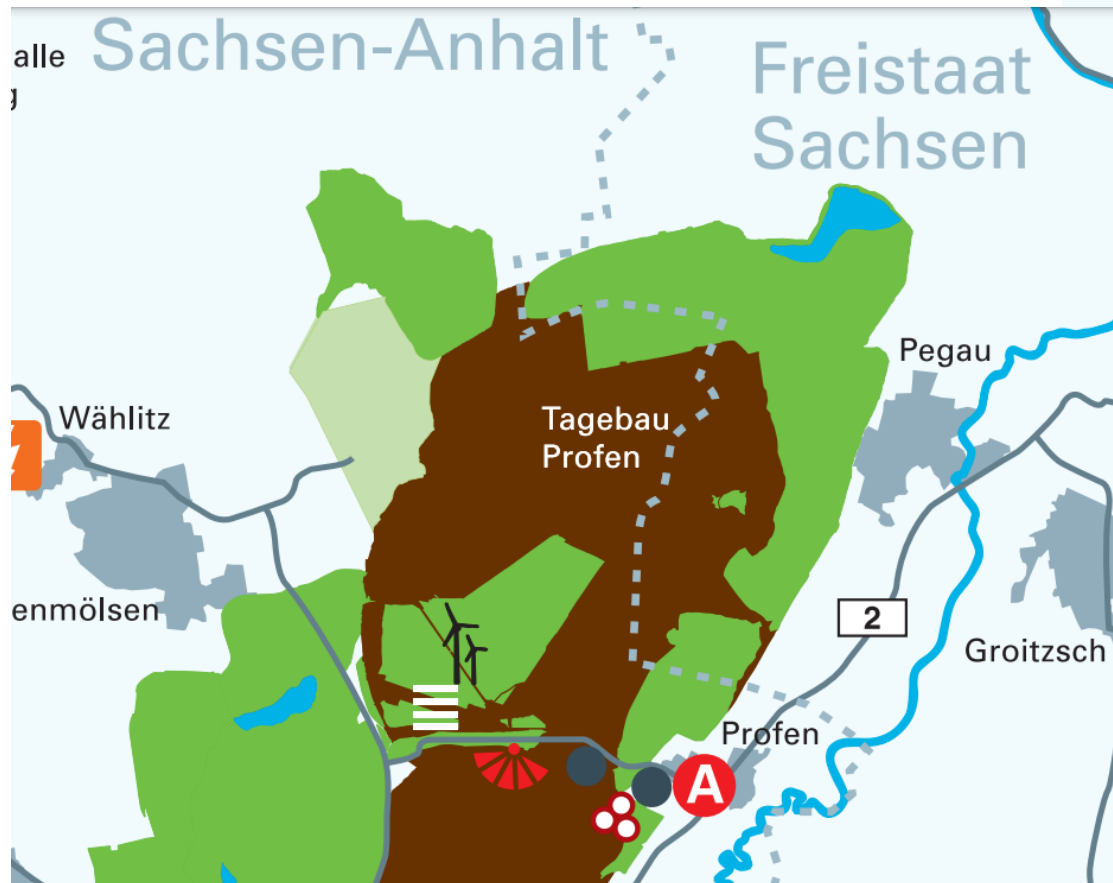 Sachsen-Anhalt
alle
g
Freistaat
Sachsen
Pegau
Wählitz
Tagebau
Profen
enmölsen
2
Groitzsch
Profen
A